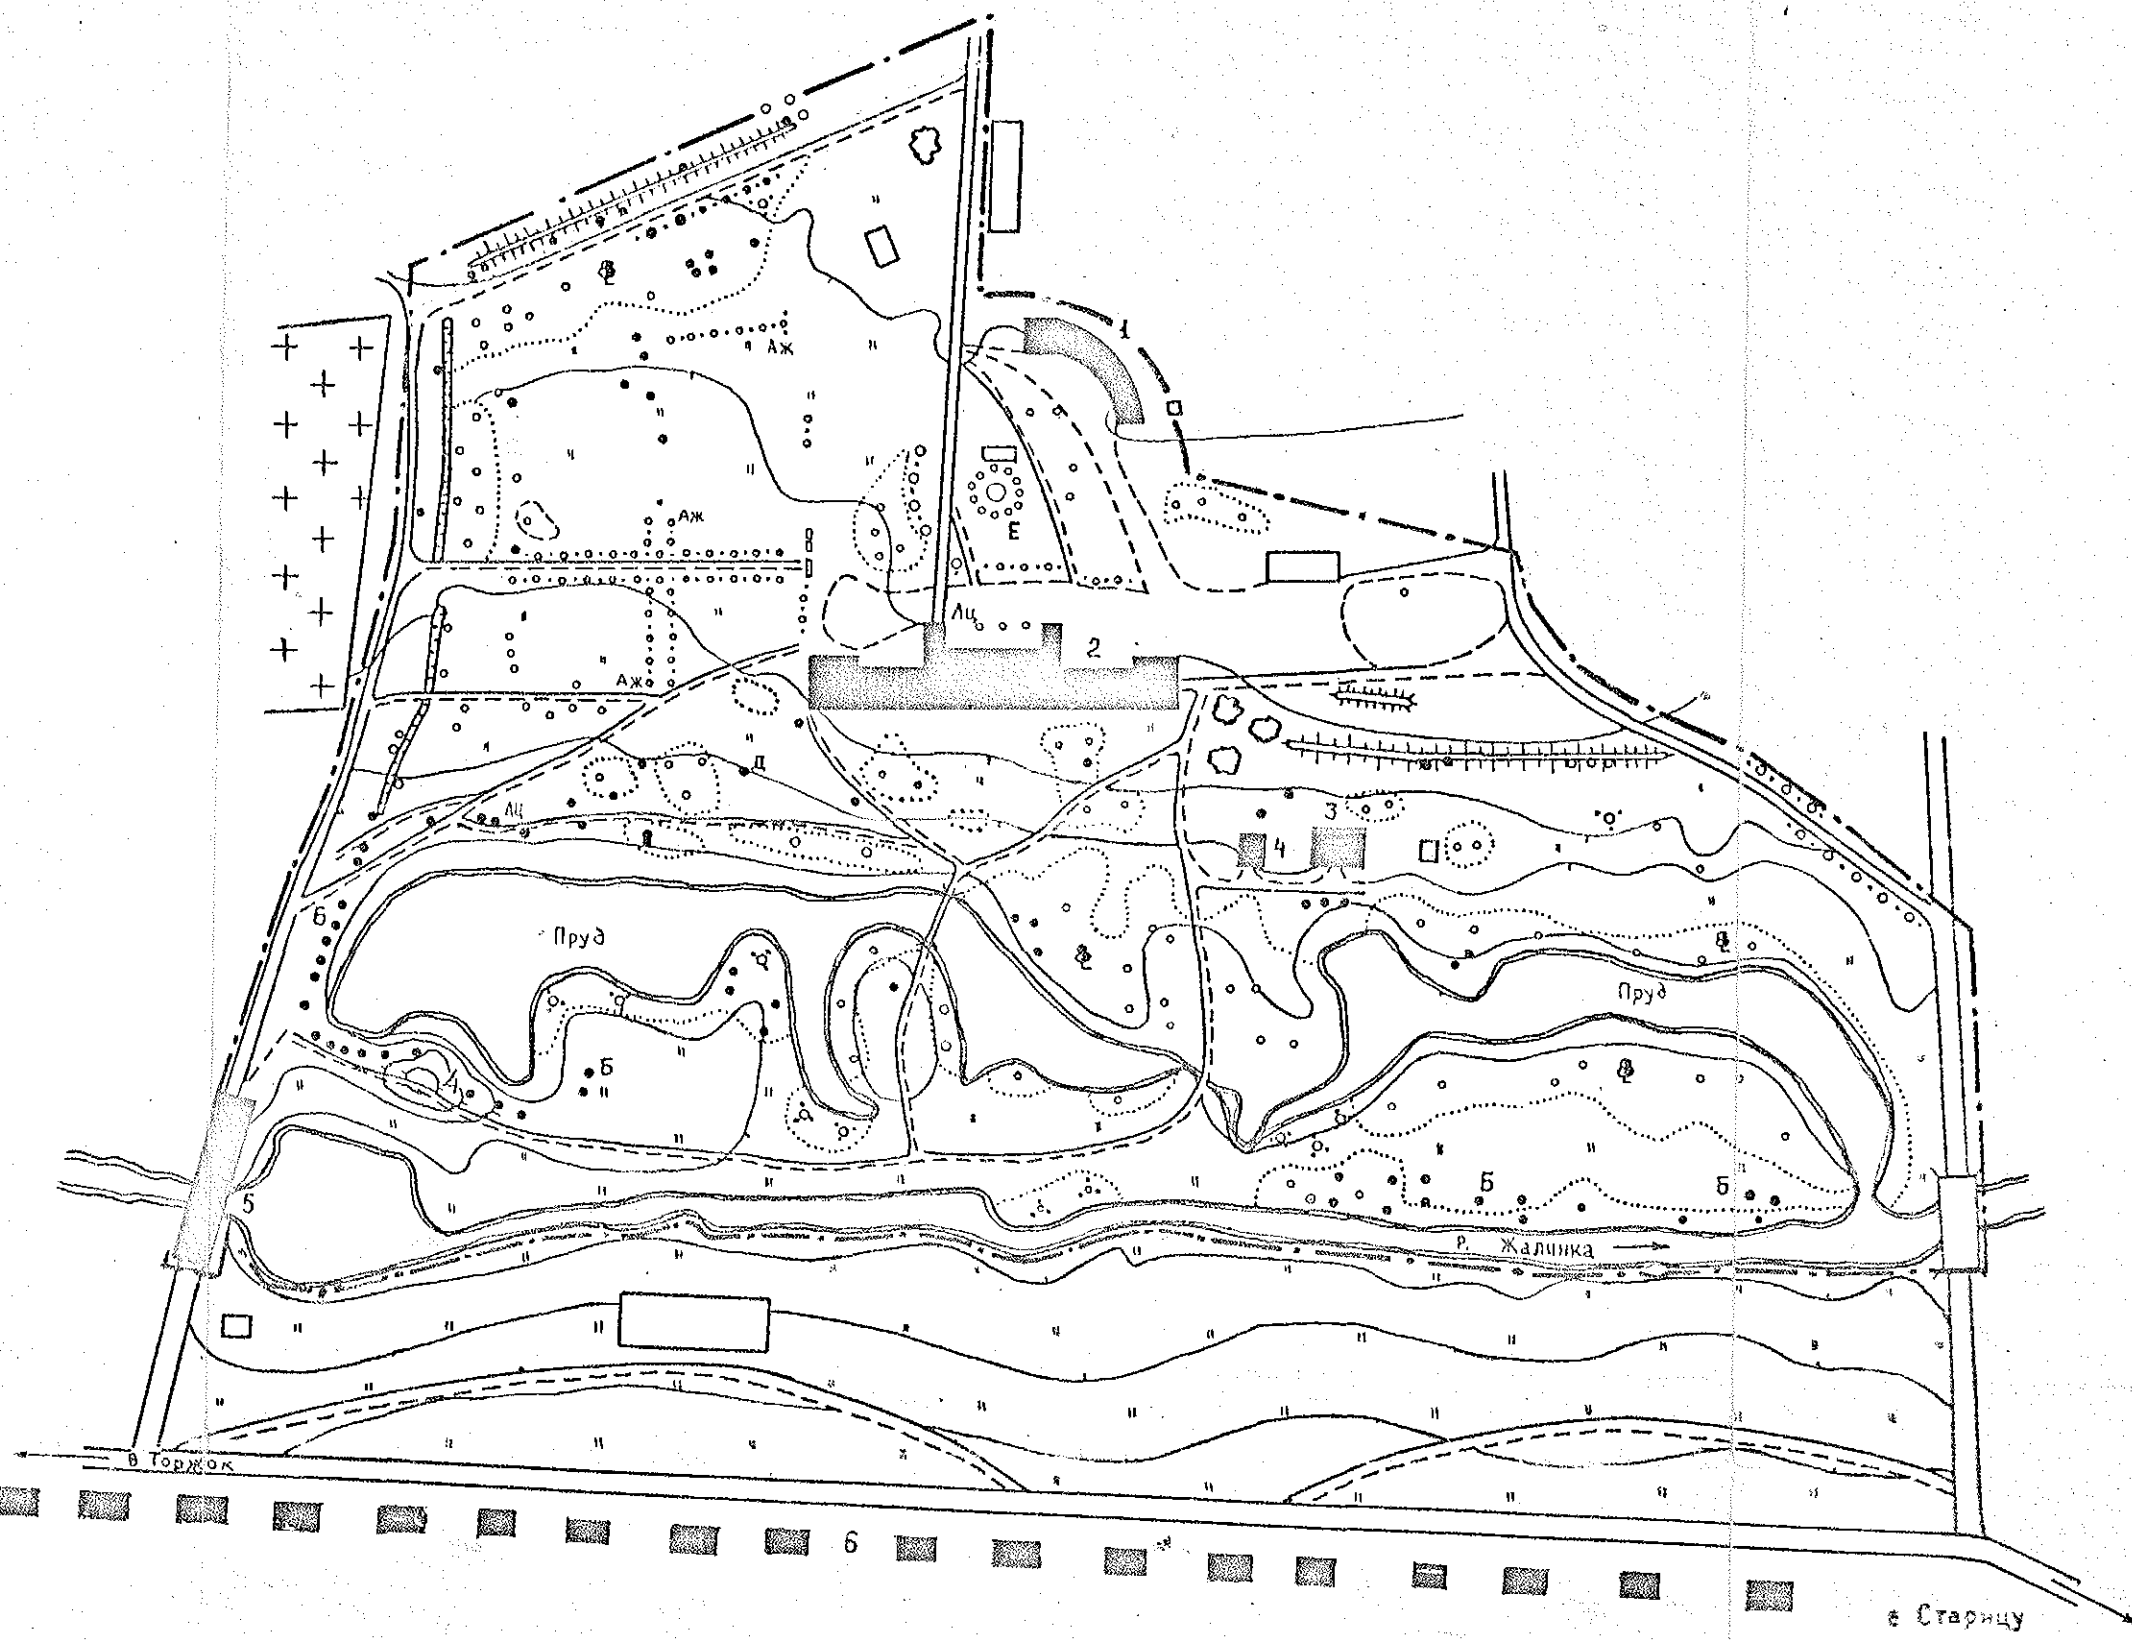 1
Аж
Аж
Е
Лц
2
Аж
Д
Лц
3
4
Б
Пруд
Пруд
Б
Б
Б
5
р. Жалинка
в Торжок
6
в Старицу